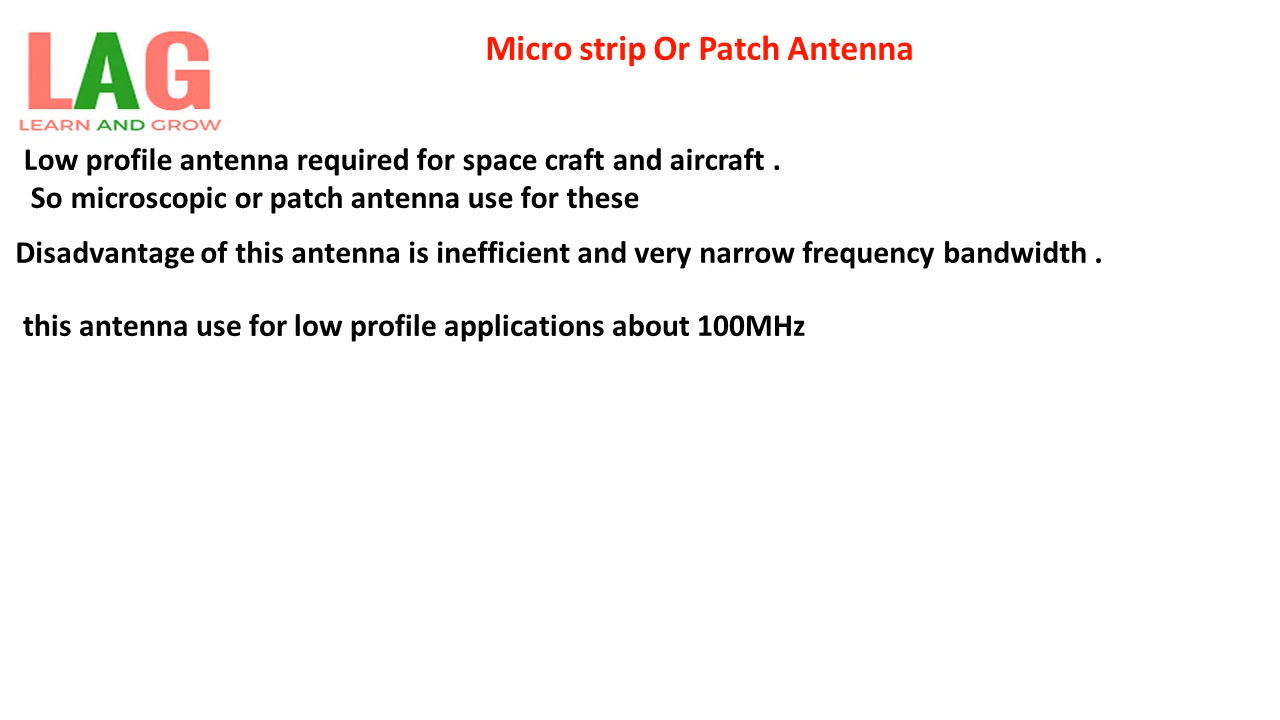 LAG
LEARN AND GROW
Micro strip Or Patch Antenna
Low profile antenna required for space craft and aircraft .
So microscopic or patch antenna use for these
Disadvantage of this antenna is inefficient and very narrow frequency bandwidth .
this antenna use for low profile applications about 100MHz